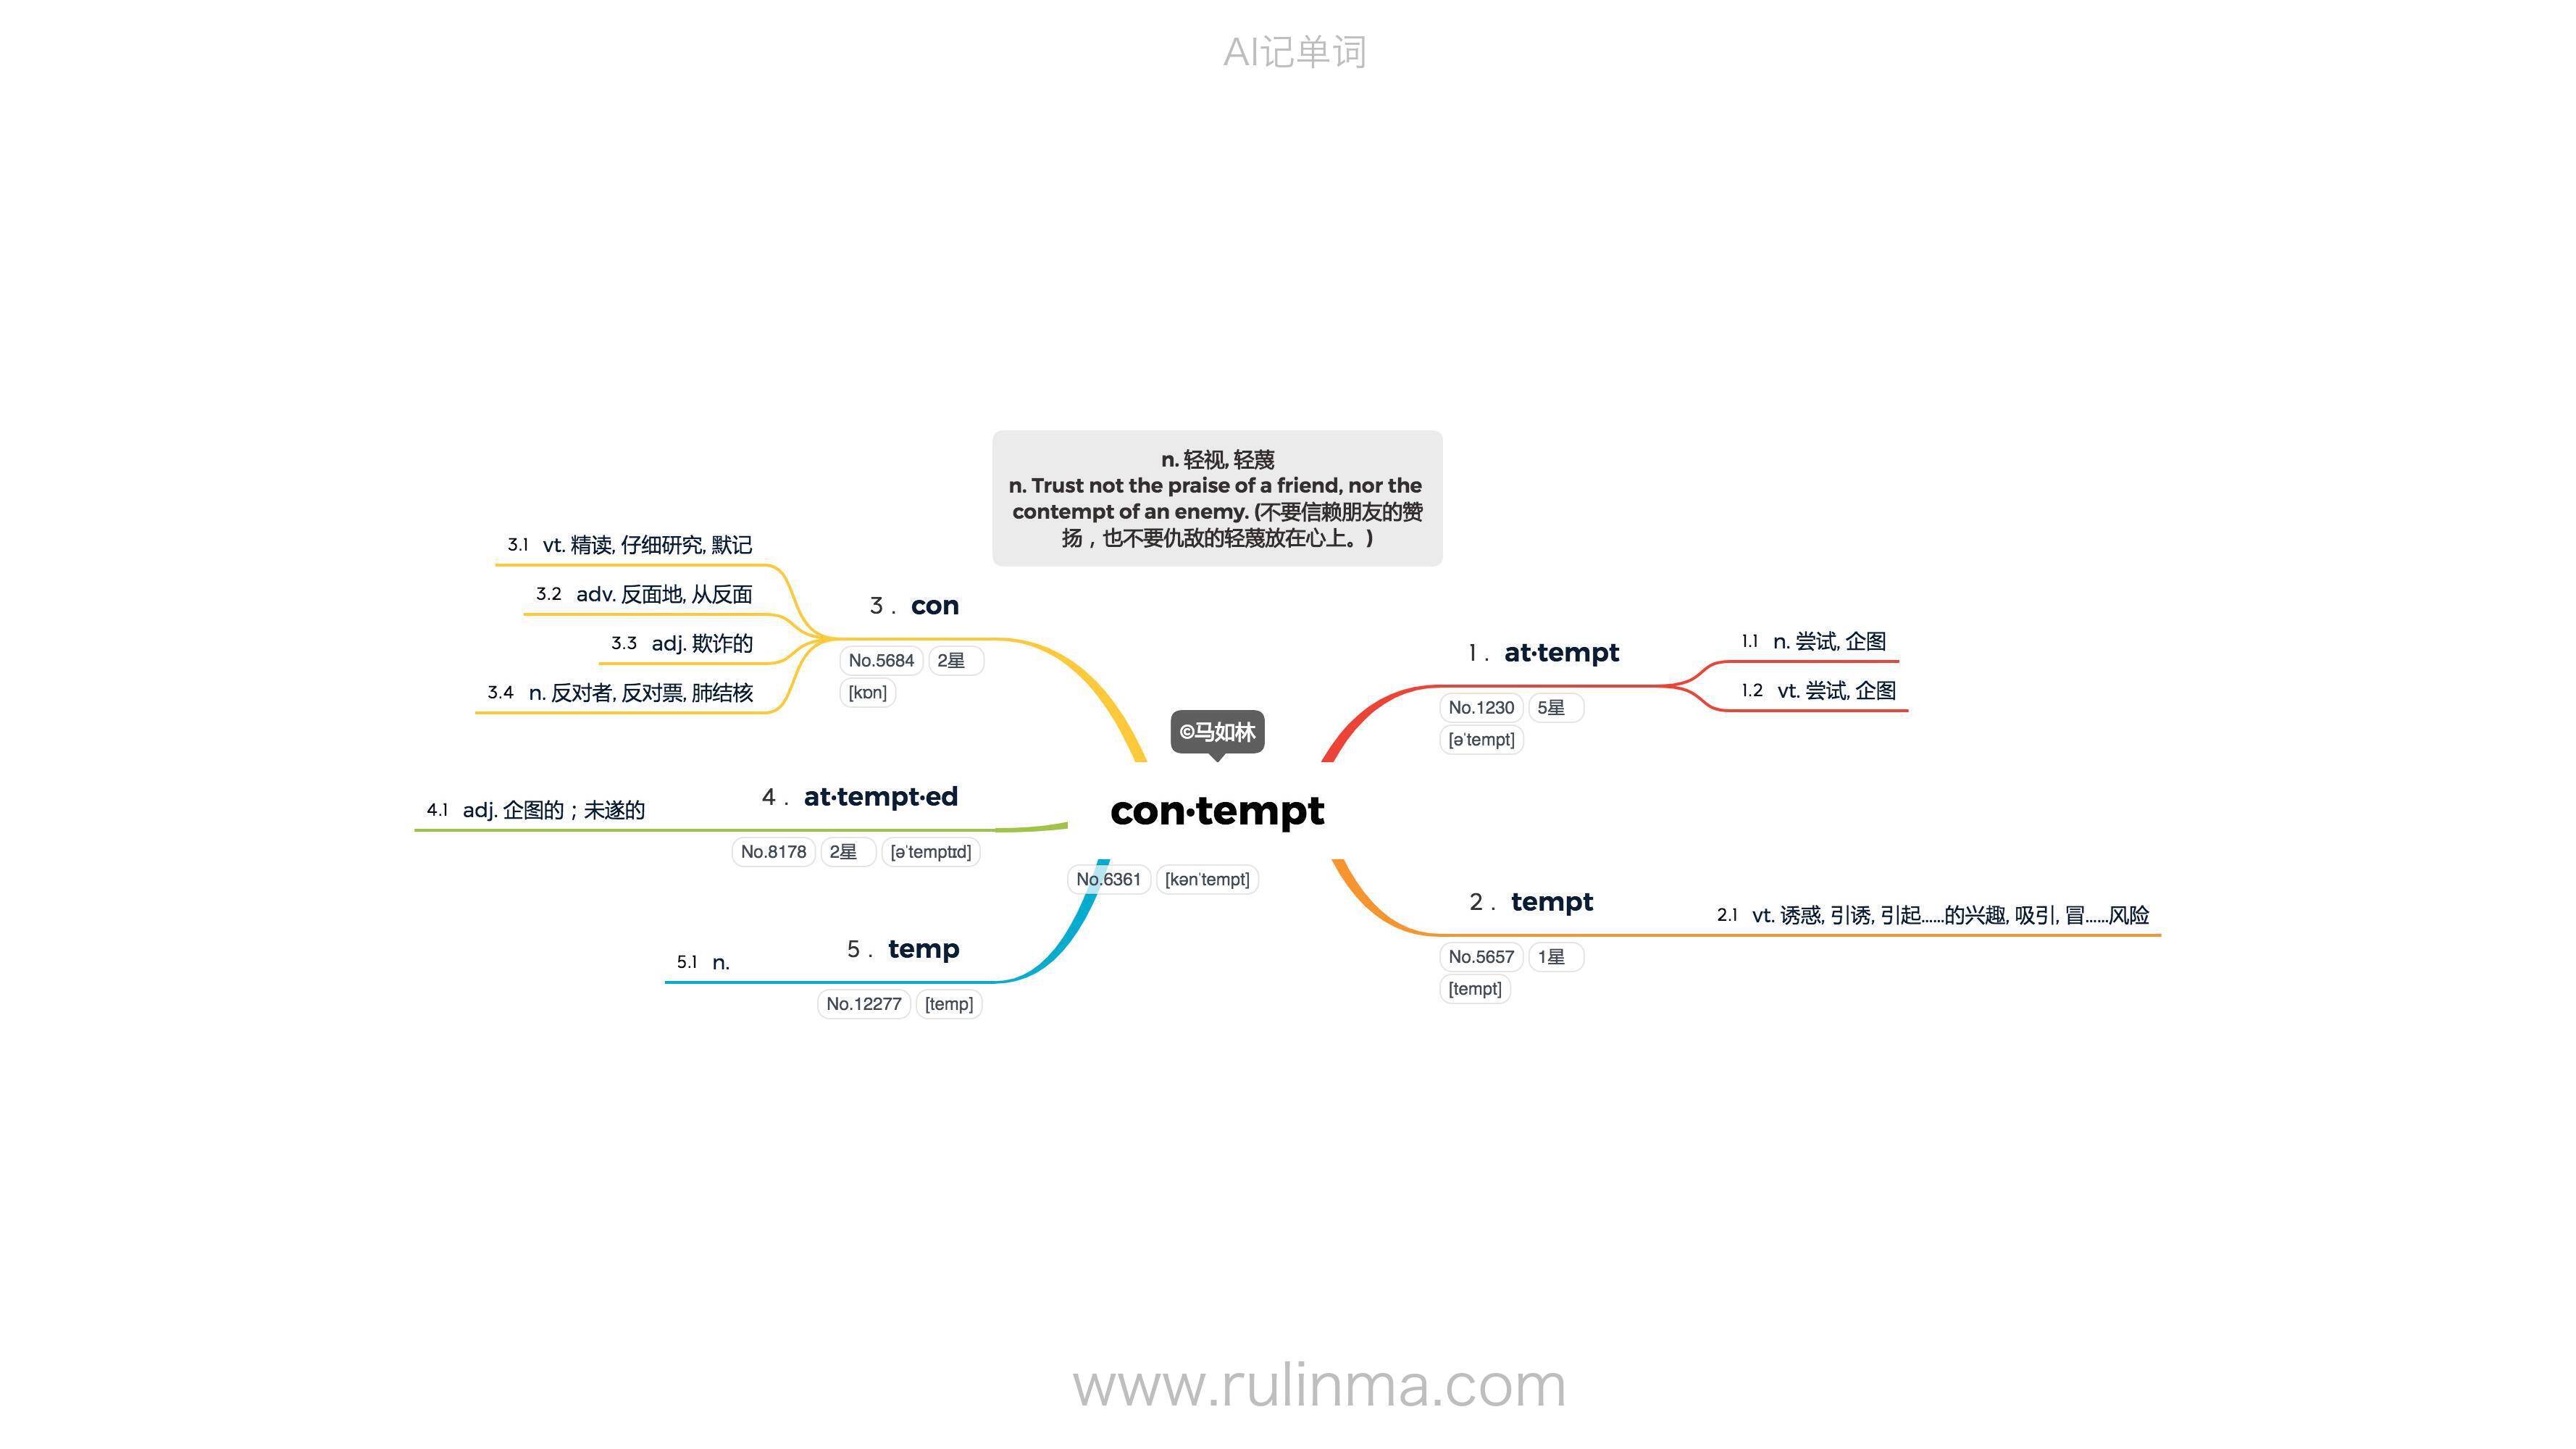 AI记单词
n. 轻视, 轻蔑
n. Trust not the praise of a friend, nor the
contempt of an enemy. (不要信赖朋友的赞
扬，也不要仇敌的轻蔑放在心上。)
©马如林
con·tempt
No.6361 [kənˈtempt]
1. at·tempt
No.1230 5星
[əˈtempt]
1.1 n. 尝试, 企图
1.2 vt. 尝试, 企图
2. tempt
No.5657 1星
[tempt]
2.1 vt. 诱惑, 引诱, 引起......的兴趣, 吸引, 冒......风险
3. con
No.5684 2星
[kɒn]
3.1 vt. 精读, 仔细研究, 默记
3.2 adv. 反面地, 从反面
3.3 adj. 欺诈的
3.4 n. 反对者, 反对票, 肺结核
4. at·tempt·ed
No.8178 2星 [əˈtemptɪd]
4.1 adj. 企图的；未遂的
5. temp
No.12277 [temp]
5.1 n.
www.rulinma.com